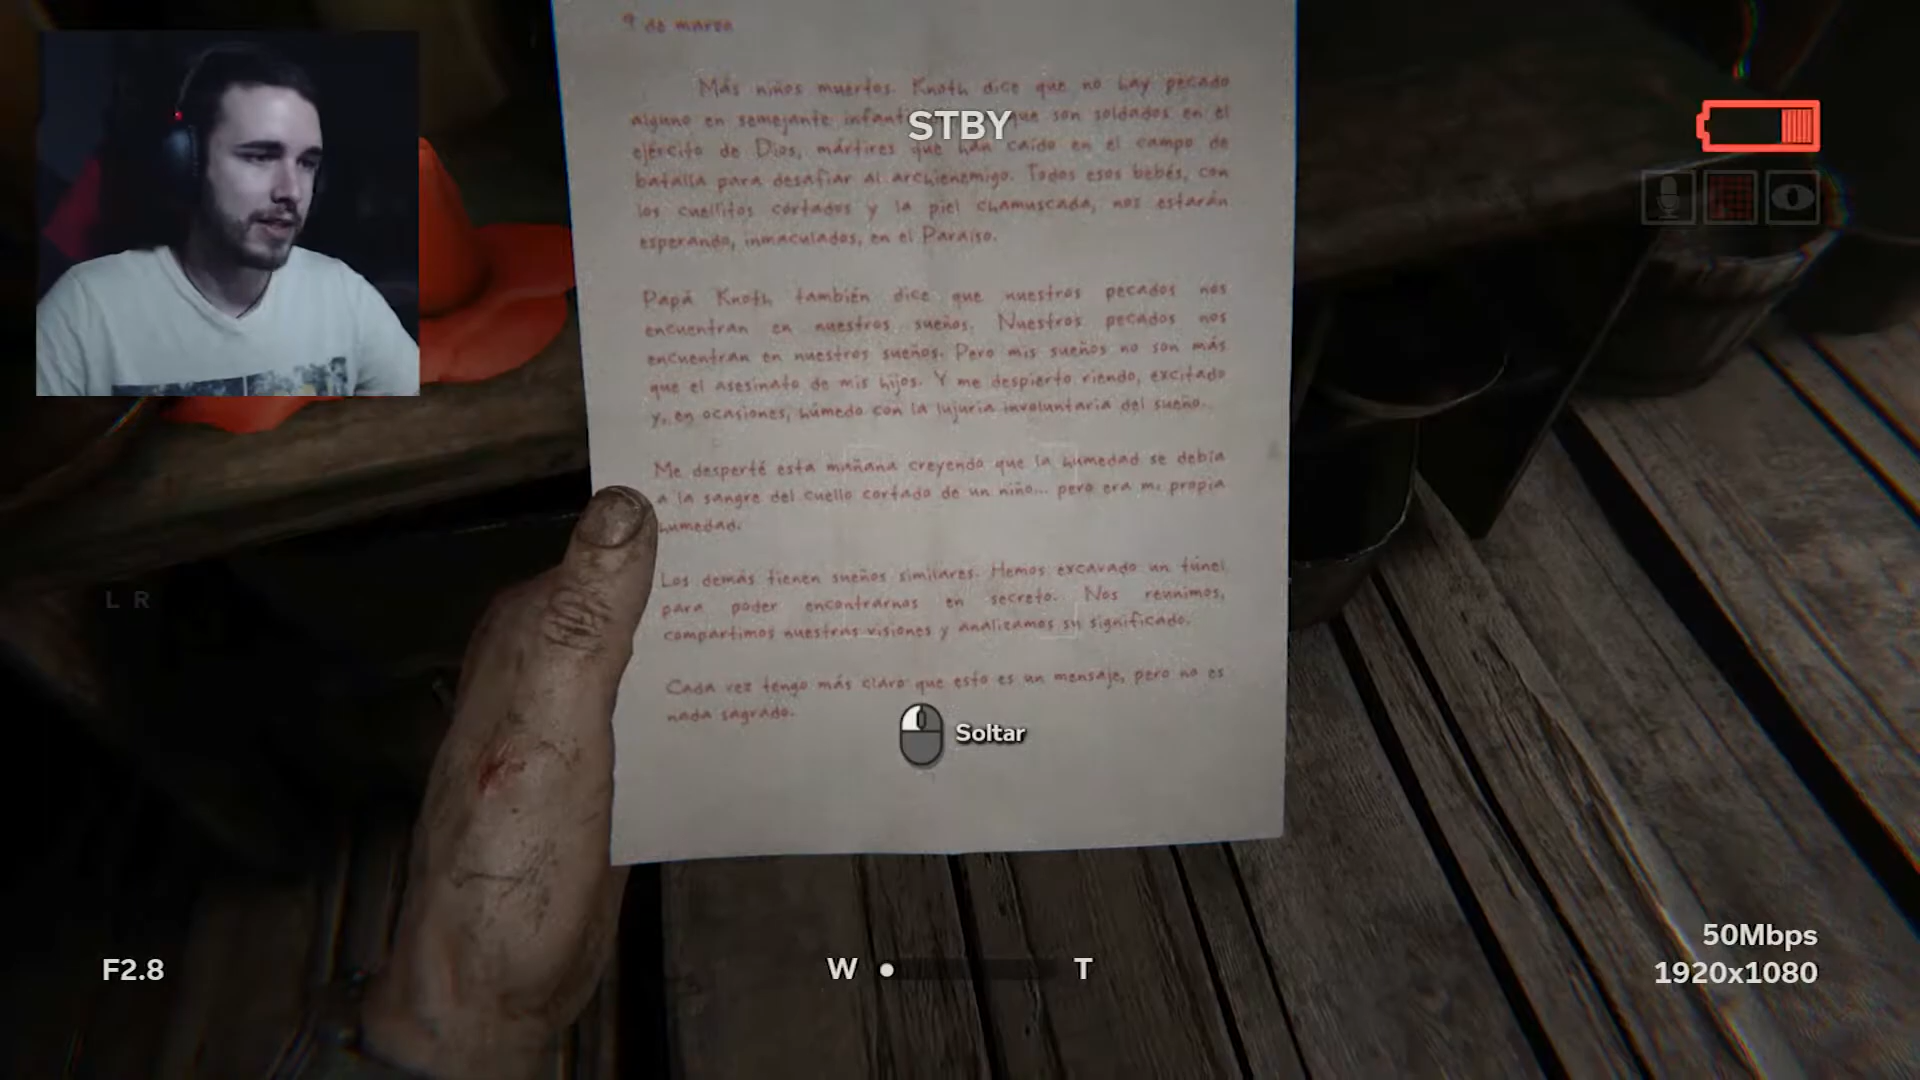 9 de marzo
Más niños muertos. Knoth dice que no hay pecado
alguno en semejante que son soldados en el
STBY
ejército de Dios, mártires que han caído en el campo de
batalla para desafiar al archienemigo. Todos esos bebés, con
los cuellitos cortados y la piel chamuscada, nos estarán
esperando, inmaculados, en el Paraíso.
Papá Knoth también dice que nuestros pecados nos
encuentran en nuestros sueños. Nuestros pecados nos
encuentran en nuestros sueños. Pero mis sueños no son más
que el asesinato de mis hijos. Y me despierto riendo, excitado
y, en ocasiones, húmedo con la lujuria involuntaria del sueño.
Me desperté esta mañana creyendo que la humedad se debía
a la sangre del cuello cortado de un niño... pero era mi propia
humedad.
Los demás tienen sueños similares. Hemos excavado un túnel
para poder encontrarnos en secreto. Nos reunimos,
compartimos nuestras visiones y analizamos su significado.
Cada vez tengo más claro que esto es un mensaje, pero no es
nada sagrado.
Soltar
L R
F2.8
W T
50Mbps
1920x1080